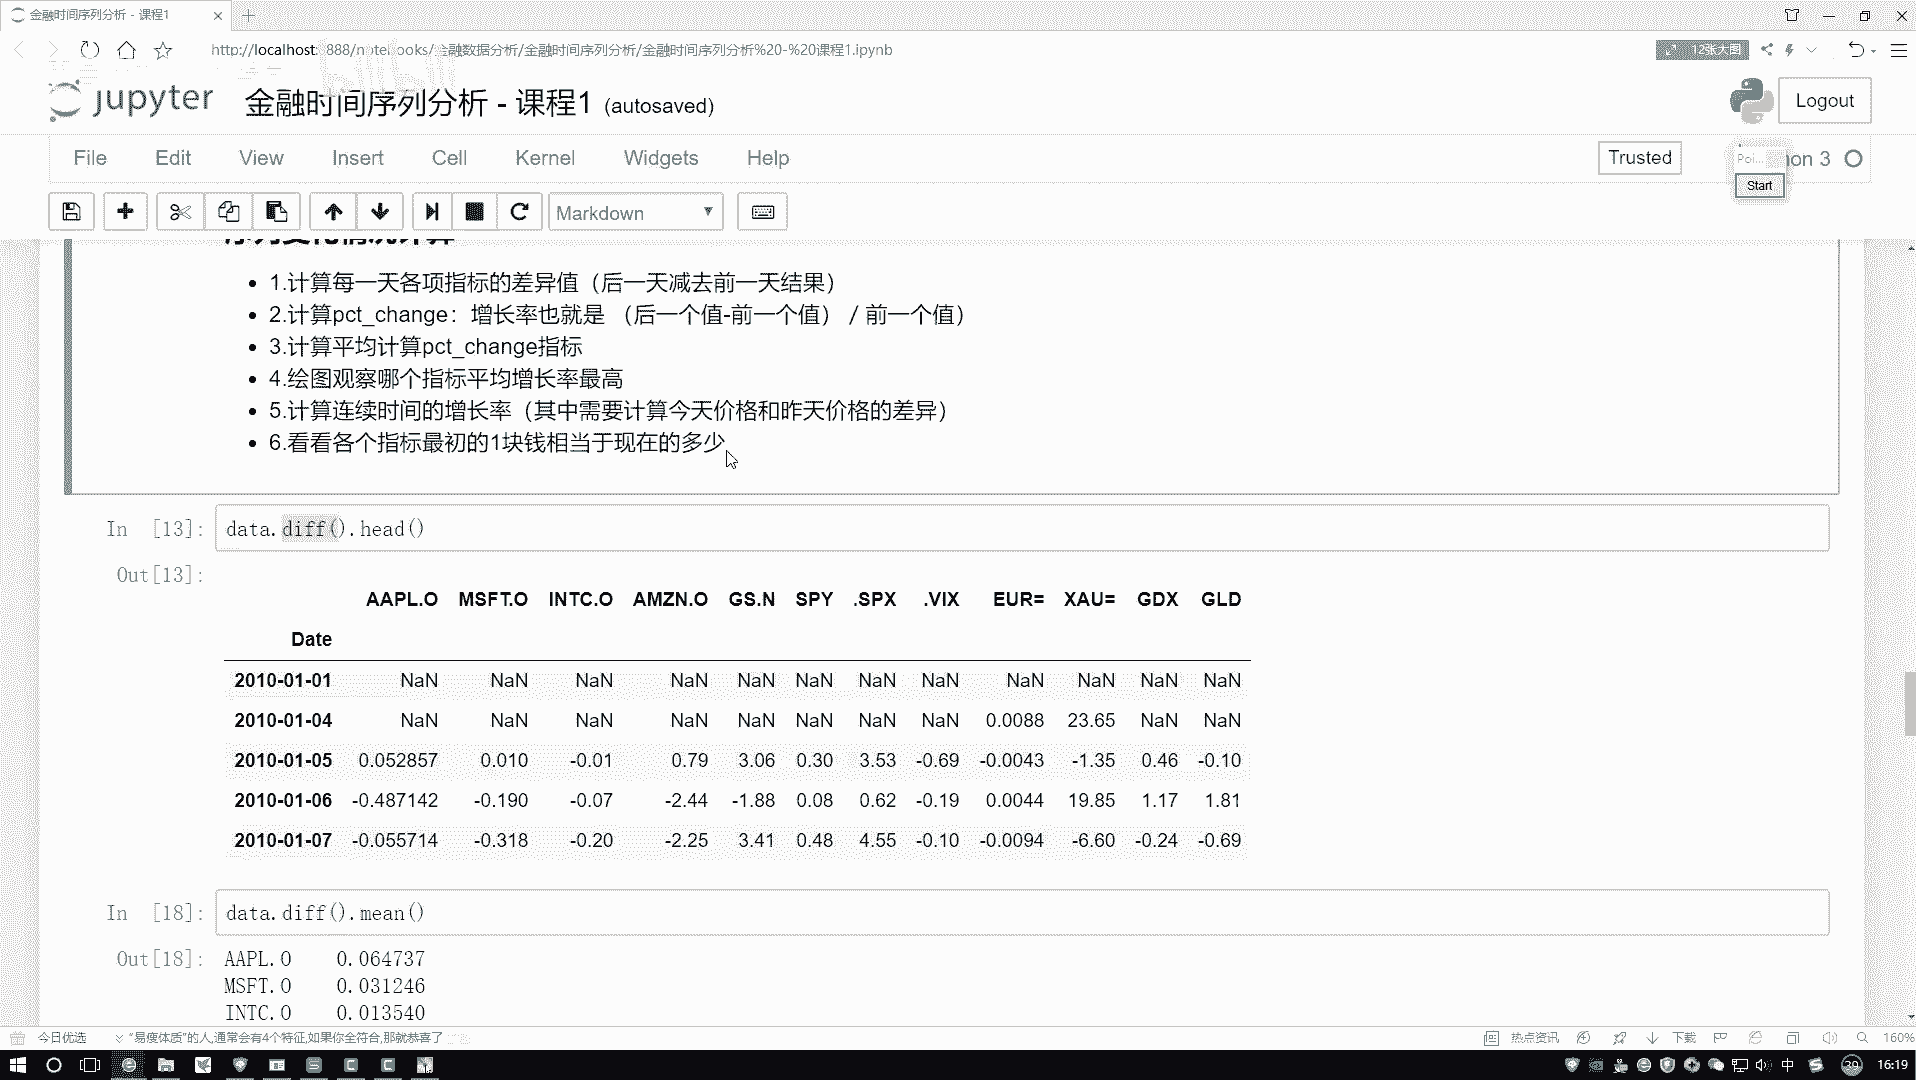 金融时间序列分析 - 课程1
http://localhost:8888/notebooks/金融数据分析/金融时间序列分析/金融时间序列分析%20-%20课程1.ipynb
12张大图
jupyter 金融时间序列分析 - 课程1 (autosaved)
Logout
File Edit View Insert Cell Kernel Widgets Help
Trusted
Poi...
on 3
Start
Markdown
1.计算每一天各项指标的差异值（后一天减去前一天结果）
2.计算pct_change：增长率也就是 （后一个值-前一个值）/ 前一个值）
3.计算平均计算pct_change指标
4.绘图观察哪个指标平均增长率最高
5.计算连续时间的增长率（其中需要计算今天价格和昨天价格的差异）
6.看看各个指标最初的1块钱相当于现在的多少
In [13]: data.diff().head()
Out[13]:
AAPL.O MSFT.O INTC.O AMZN.O GS.N SPY .SPX .VIX EUR= XAU= GDX GLD
Date
2010-01-01 NaN NaN NaN NaN NaN NaN NaN NaN NaN NaN NaN NaN
2010-01-04 NaN NaN NaN NaN NaN NaN NaN NaN 0.0088 23.65 NaN NaN
2010-01-05 0.052857 0.010 -0.01 0.79 3.06 0.30 3.53 -0.69 -0.0043 -1.35 0.46 -0.10
2010-01-06 -0.487142 -0.190 -0.07 -2.44 -1.88 0.08 0.62 -0.19 0.0044 19.85 1.17 1.81
2010-01-07 -0.055714 -0.318 -0.20 -2.25 3.41 0.48 4.55 -0.10 -0.0094 -6.60 -0.24 -0.69
In [18]: data.diff().mean()
Out[18]: AAPL.O 0.064737
MSFT.O 0.031246
INTC.O 0.013540
今日优选
“易瘦体质”的人,通常会有4个特征,如果你全符合,那就恭喜了
热点资讯
下载
160%
中
39
16:19